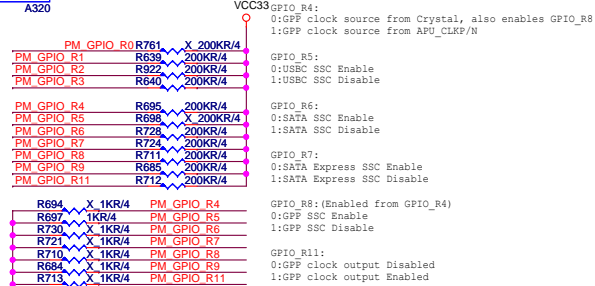 A320
VCC33
PM_GPIO_R0 R761 X_200KR/4
PM_GPIO_R1 R639 200KR/4
PM_GPIO_R2 R922 200KR/4
PM_GPIO_R3 R640 200KR/4
PM_GPIO_R4 R695 200KR/4
PM_GPIO_R5 R698 X_200KR/4
PM_GPIO_R6 R728 200KR/4
PM_GPIO_R7 R724 200KR/4
PM_GPIO_R8 R711 200KR/4
PM_GPIO_R9 R685 200KR/4
PM_GPIO_R11 R712 200KR/4
R694 X_1KR/4 PM_GPIO_R4
R697 1KR/4 PM_GPIO_R5
R730 X_1KR/4 PM_GPIO_R6
R721 X_1KR/4 PM_GPIO_R7
R710 X_1KR/4 PM_GPIO_R8
R684 X_1KR/4 PM_GPIO_R9
R713 X_1KR/4 PM_GPIO_R11
GPIO_R4:
0:GPP clock source from Crystal, also enables GPIO_R8
1:GPP clock source from APU_CLKP/N
GPIO_R5:
0:USBC SSC Enable
1:USBC SSC Disable
GPIO_R6:
0:SATA SSC Enable
1:SATA SSC Disable
GPIO_R7:
0:SATA Express SSC Enable
1:SATA Express SSC Disable
GPIO_R8:(Enabled from GPIO_R4)
0:GPP SSC Enable
1:GPP SSC Disable
GPIO_R11:
0:GPP clock output Disabled
1:GPP clock output Enabled